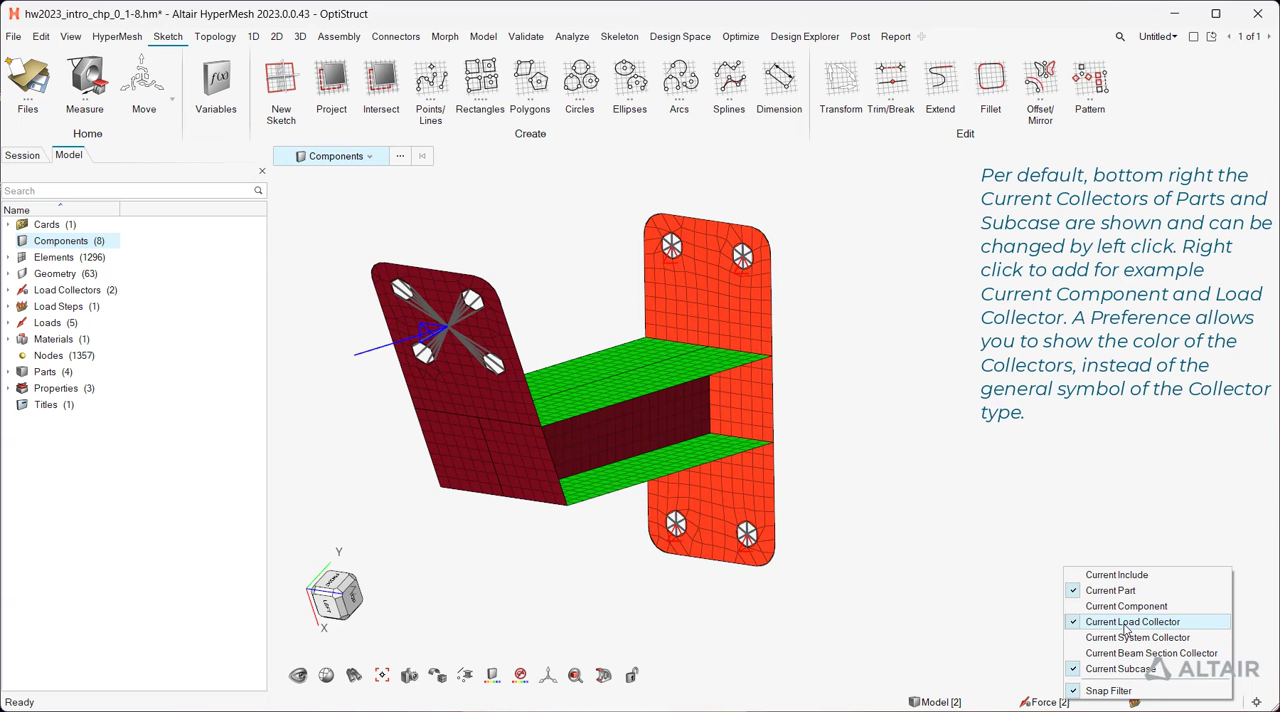 hw2023_intro_chp_0_1-8.hm* - Altair HyperMesh 2023.0.0.43 - OptiStruct
File Edit View HyperMesh Sketch Topology 1D 2D 3D Assembly Connectors Morph Model Validate Analyze Skeleton Design Space Optimize Design Explorer Post Report Untitled 1 of 1
Files Measure Move Variables New Sketch Project Intersect Points/Lines Rectangles Polygons Circles Ellipses Arcs Splines Dimension Transform Trim/Break Extend Fillet Offset/Mirror Pattern
f(x)
Home Create Edit
Session Model
Components
Search
Name
Cards (1)
Components (8)
Elements (1296)
Geometry (63)
Load Collectors (2)
Load Steps (1)
Loads (5)
Materials (1)
Nodes (1357)
Parts (4)
Properties (3)
Titles (1)
Per default, bottom right the
Current Collectors of Parts and
Subcase are shown and can be
changed by left click. Right
click to add for example
Current Component and Load
Collector. A Preference allows
you to show the color of the
Collectors, instead of the
general symbol of the Collector
type.
Y
LEFT
X
Current Include
Current Part
Current Component
Current Load Collector
Current System Collector
Current Beam Section Collector
Current Subcase
Snap Filter
ALTAIR
Ready
Model [2]
Force [2]